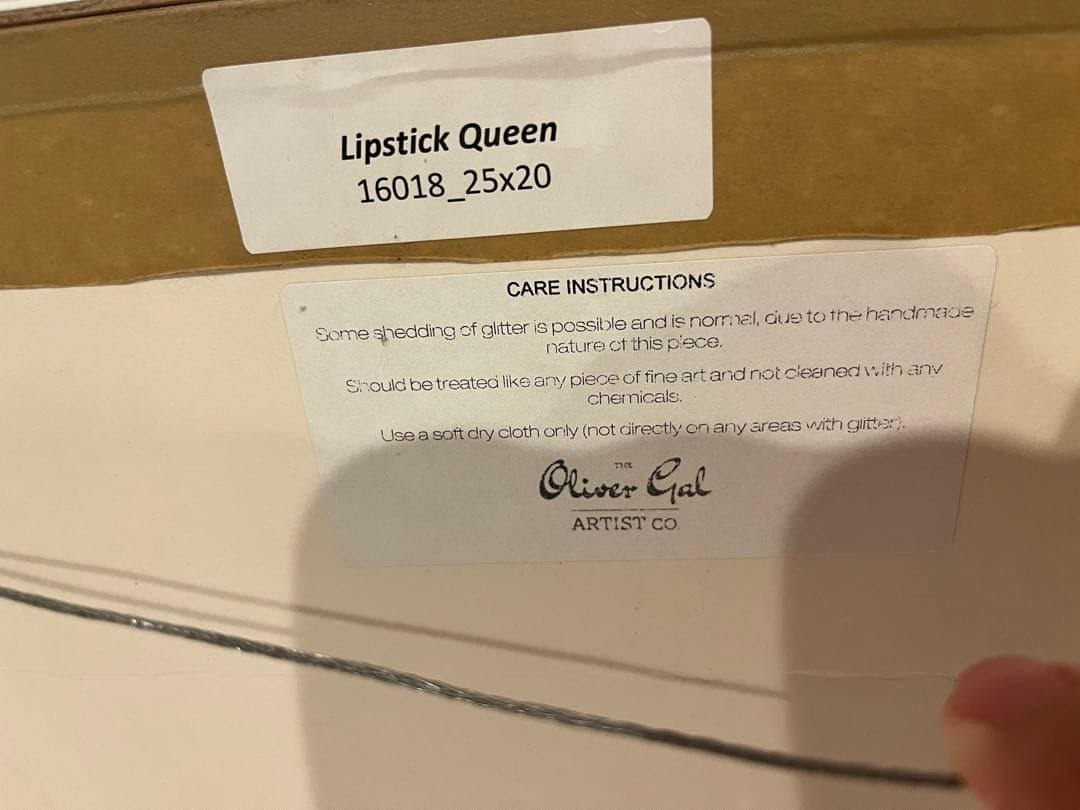 Lipstick Queen
16018_25x20
CARE INSTRUCTIONS
Some shedding of glitter is possible and is normal, due to the handmade
nature of this piece.
Should be treated like any piece of fine art and not cleaned with any
chemicals.
Use a soft dry cloth only (not directly on any areas with glitter).
THE
Oliver Gal
ARTIST CO.